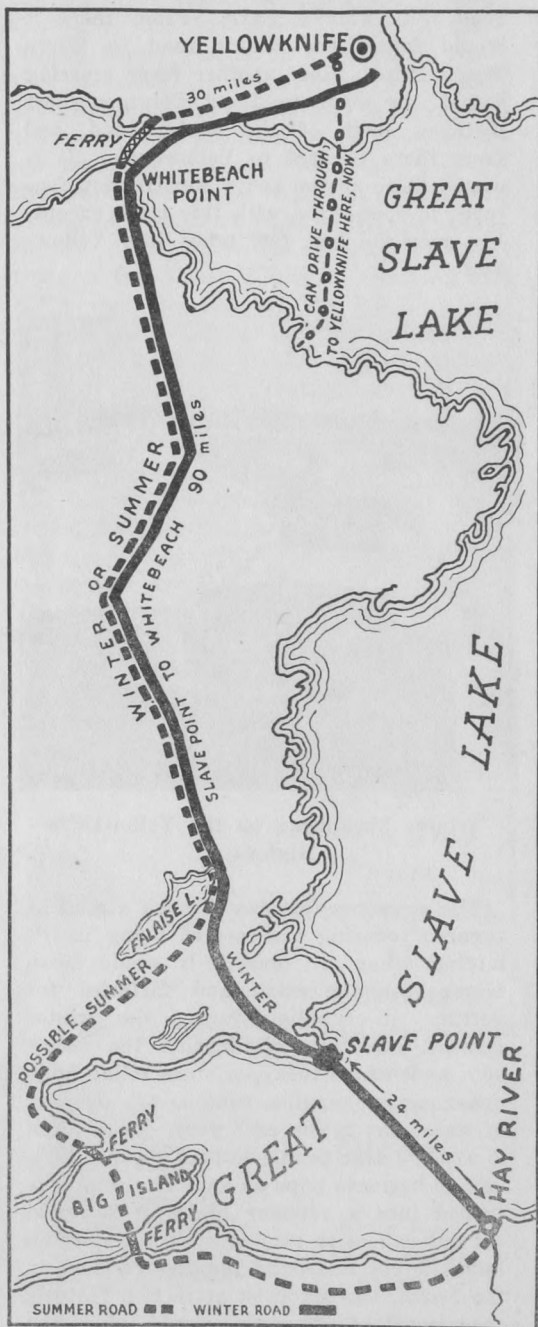 YELLOWKNIFE
30 miles
FERRY
WHITEBEACH
POINT
CAN DRIVE THROUGH
TO YELLOWKNIFE HERE, NOW
GREAT
SLAVE
LAKE
WINTER OR SUMMER
SLAVE POINT TO WHITEBEACH 90 miles
LAKE
SLAVE
GREAT
FALAISE L.
WINTER
POSSIBLE SUMMER
SLAVE POINT
24 miles
HAY RIVER
FERRY
BIG ISLAND
FERRY
SUMMER ROAD - WINTER ROAD